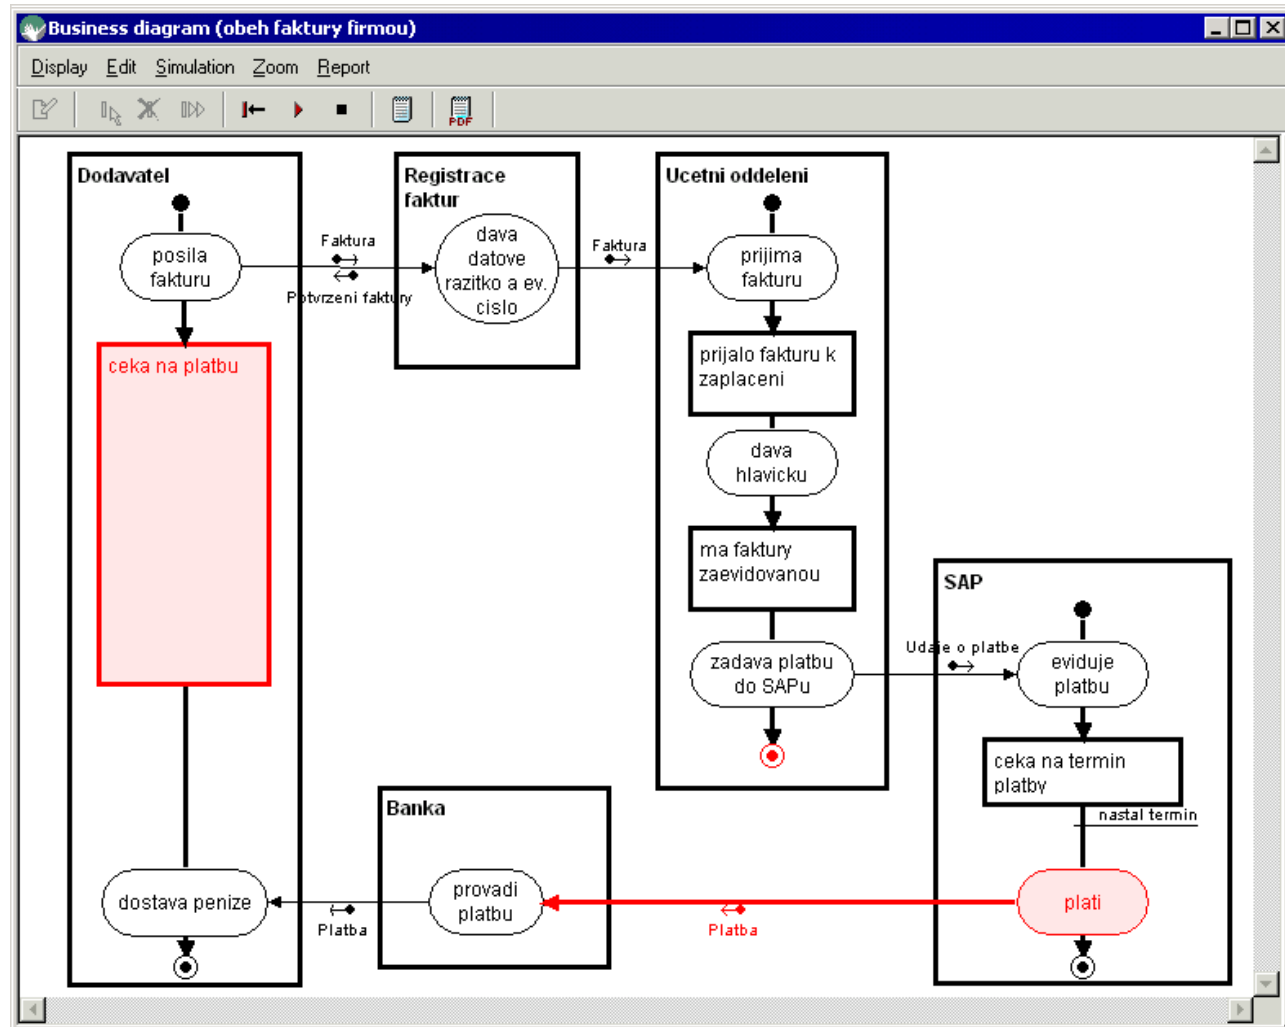 Business diagram (obeh faktury firmou)
Display Edit Simulation Zoom Report
PDF
Dodavatel
posila
fakturu
ceka na platbu
dostava penize
Faktura
Potvrzeni faktury
Registrace
faktur
dava
datove
razitko a ev.
cislo
Faktura
Ucetni oddeleni
prijima
fakturu
prijalo fakturu k
zaplaceni
dava
hlavicku
ma faktury
zaevidovanou
zadava platbu
do SAPu
Udaje o platbe
SAP
eviduje
platbu
ceka na termin
platby
nastal termin
plati
Platba
Banka
provadi
platbu
Platba